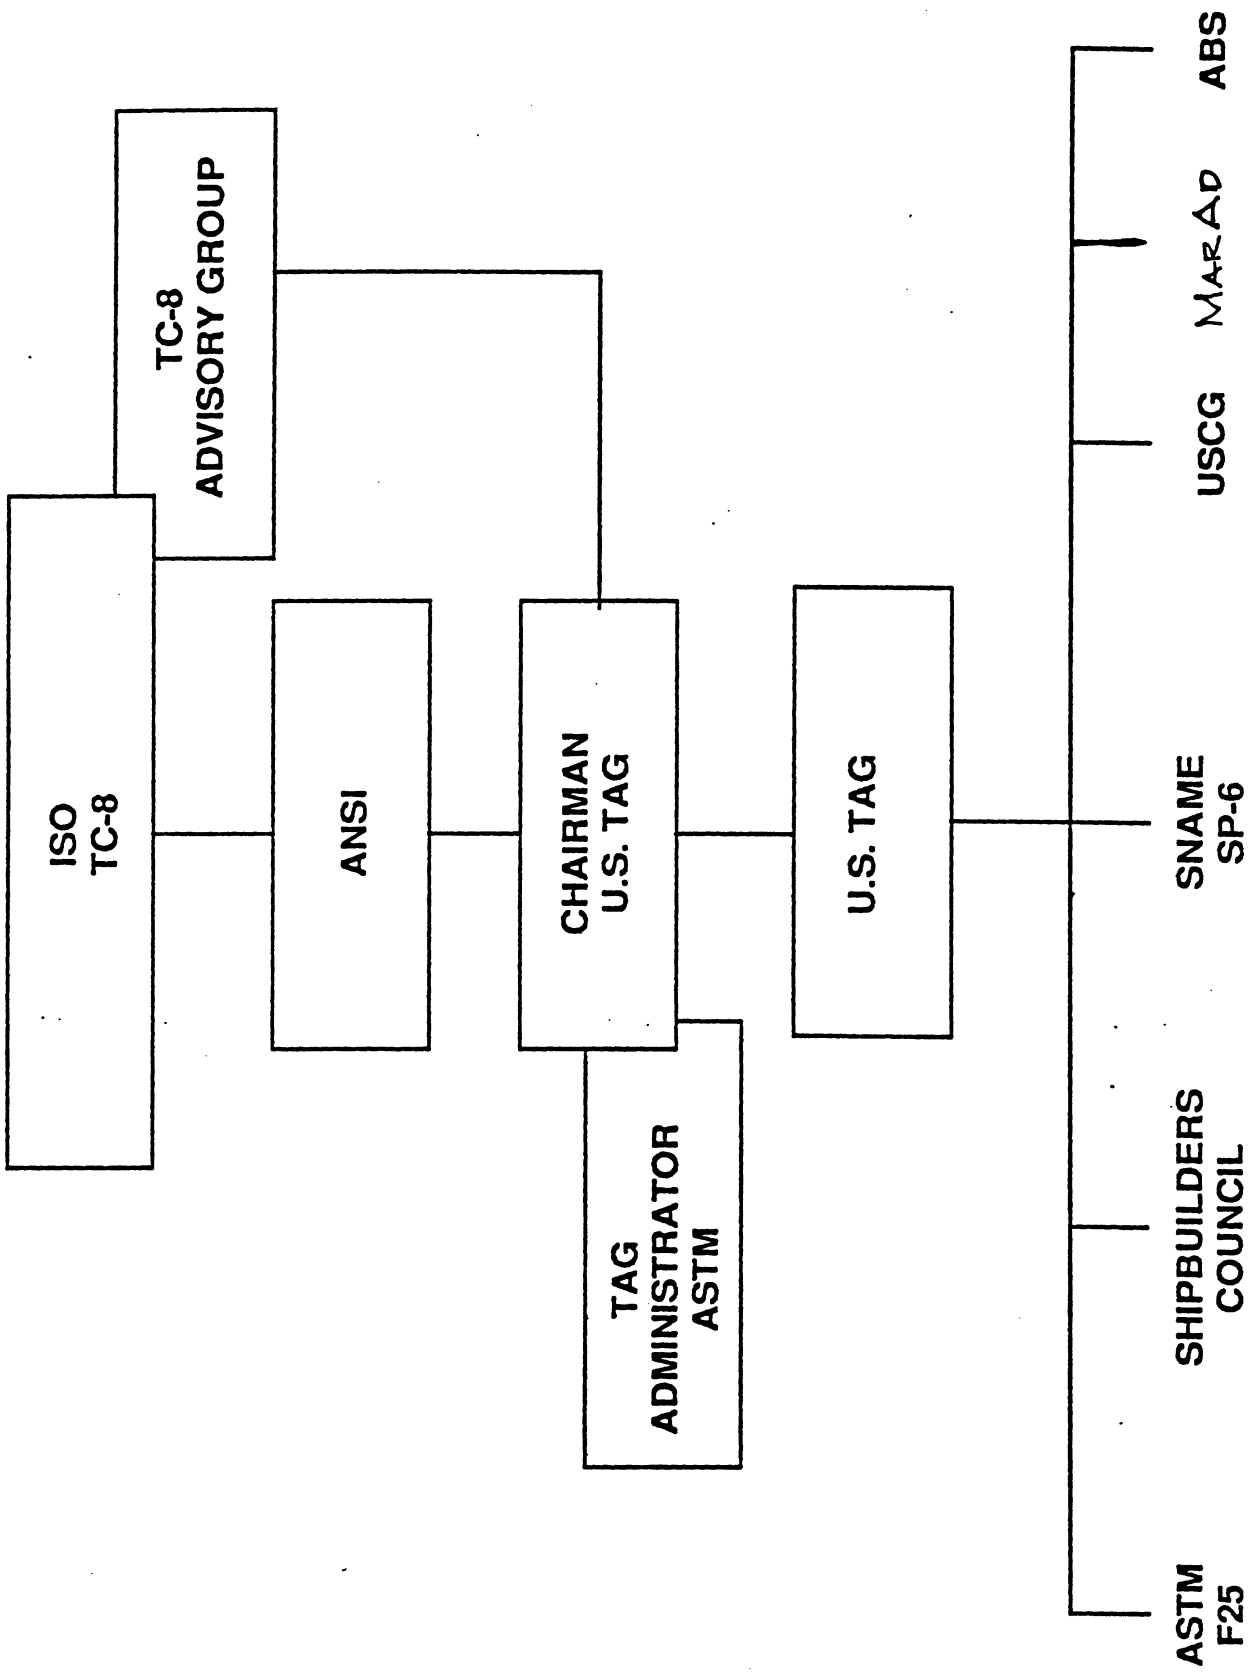 ISO
TC-8
TC-8
ADVISORY GROUP
ANSI
CHAIRMAN
U.S. TAG
TAG
ADMINISTRATOR
ASTM
U.S. TAG
ASTM
F25
SHIPBUILDERS
COUNCIL
SNAME
SP-6
USCG
MARAD
ABS